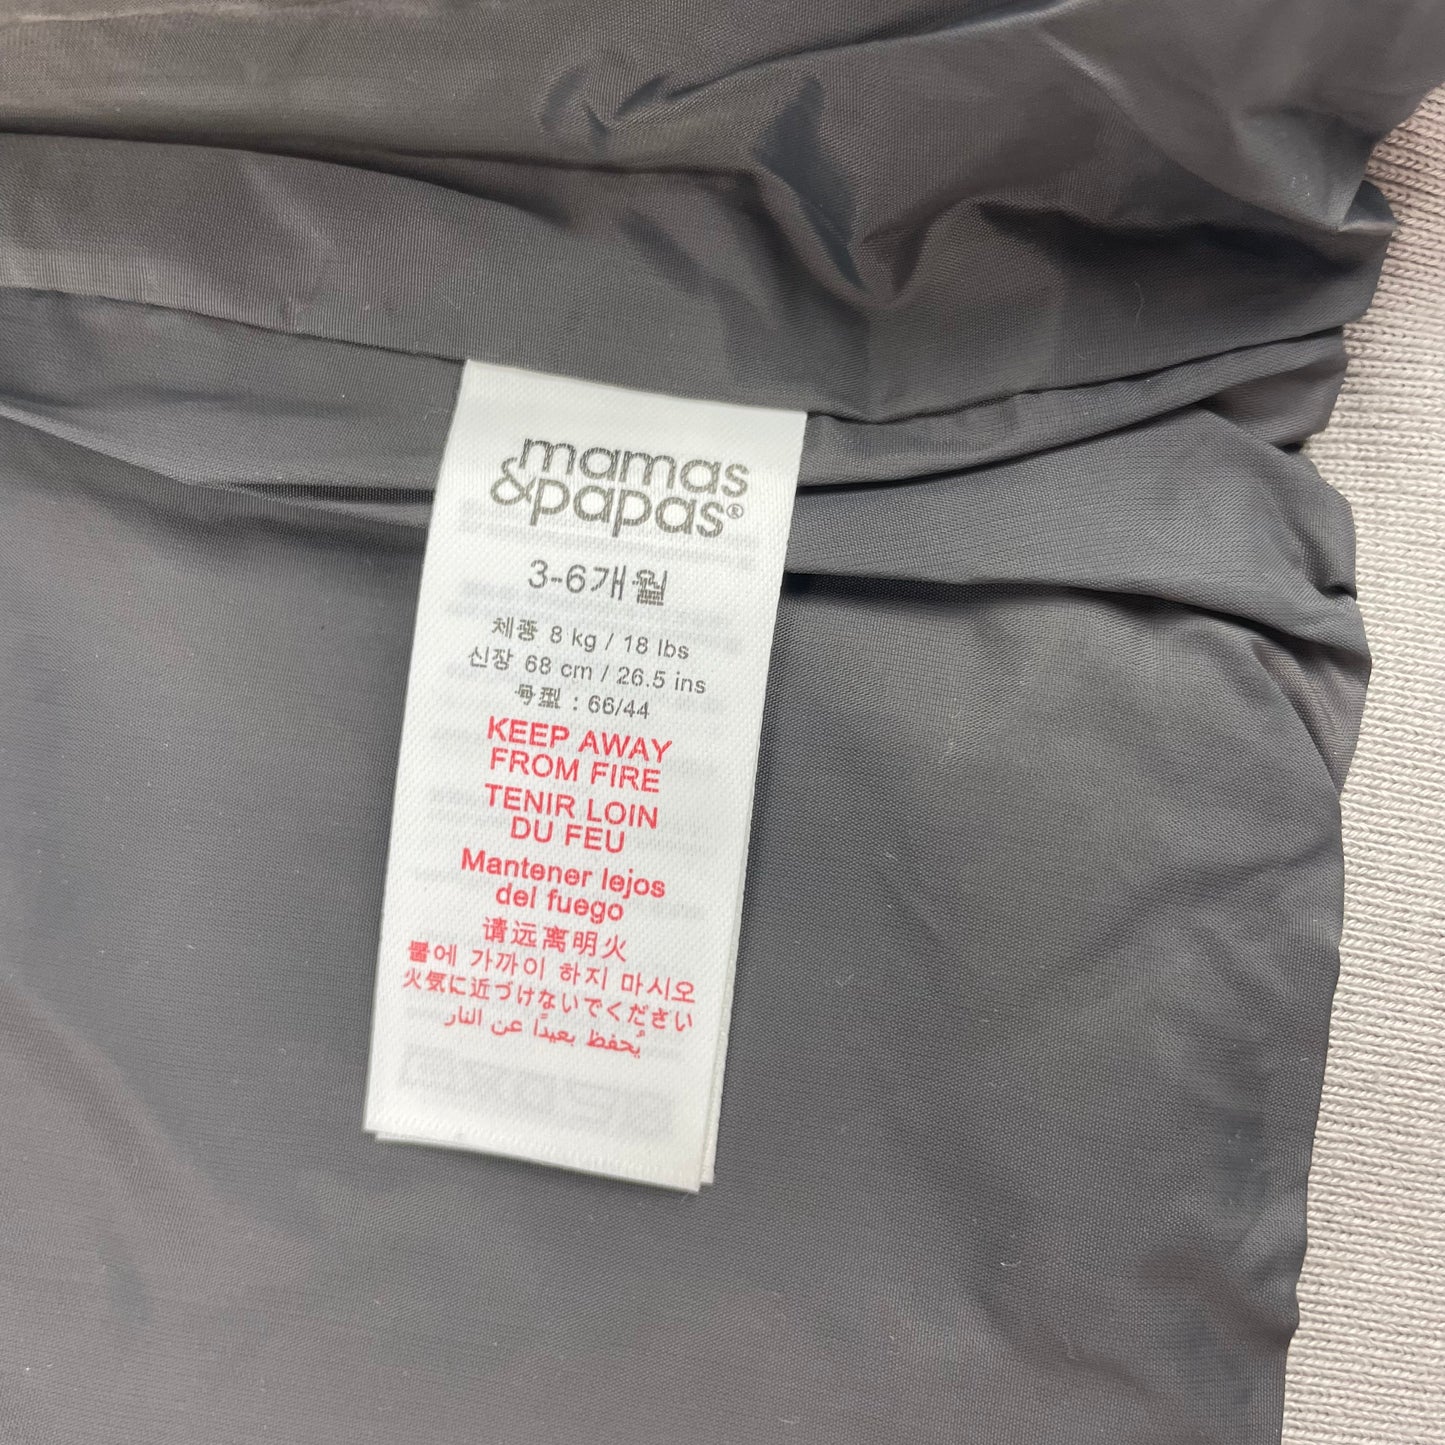 mamas
&papas®
3-6개월
체중 8 kg / 18 lbs
신장 68 cm / 26.5 ins
号型 : 66/44
KEEP AWAY
FROM FIRE
TENIR LOIN
DU FEU
Mantener lejos
del fuego
请远离明火
불에 가까이 하지 마시오
火気に近づけないでください
يُحفظ بعيداً عن النار